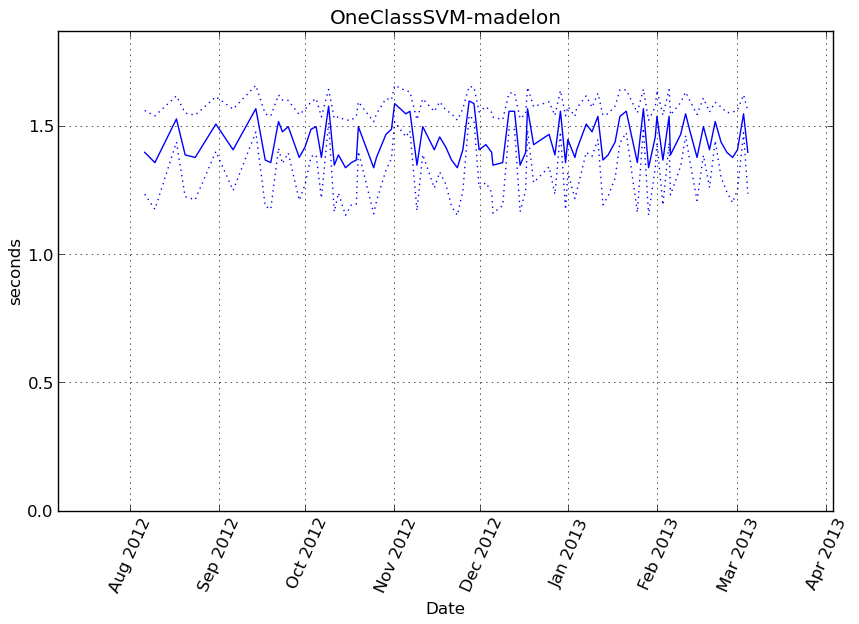 OneClassSVM-madelon
seconds
1.5
1.0
0.5
0.0
Aug 2012
Sep 2012
Oct 2012
Nov 2012
Dec 2012
Jan 2013
Feb 2013
Mar 2013
Apr 2013
Date